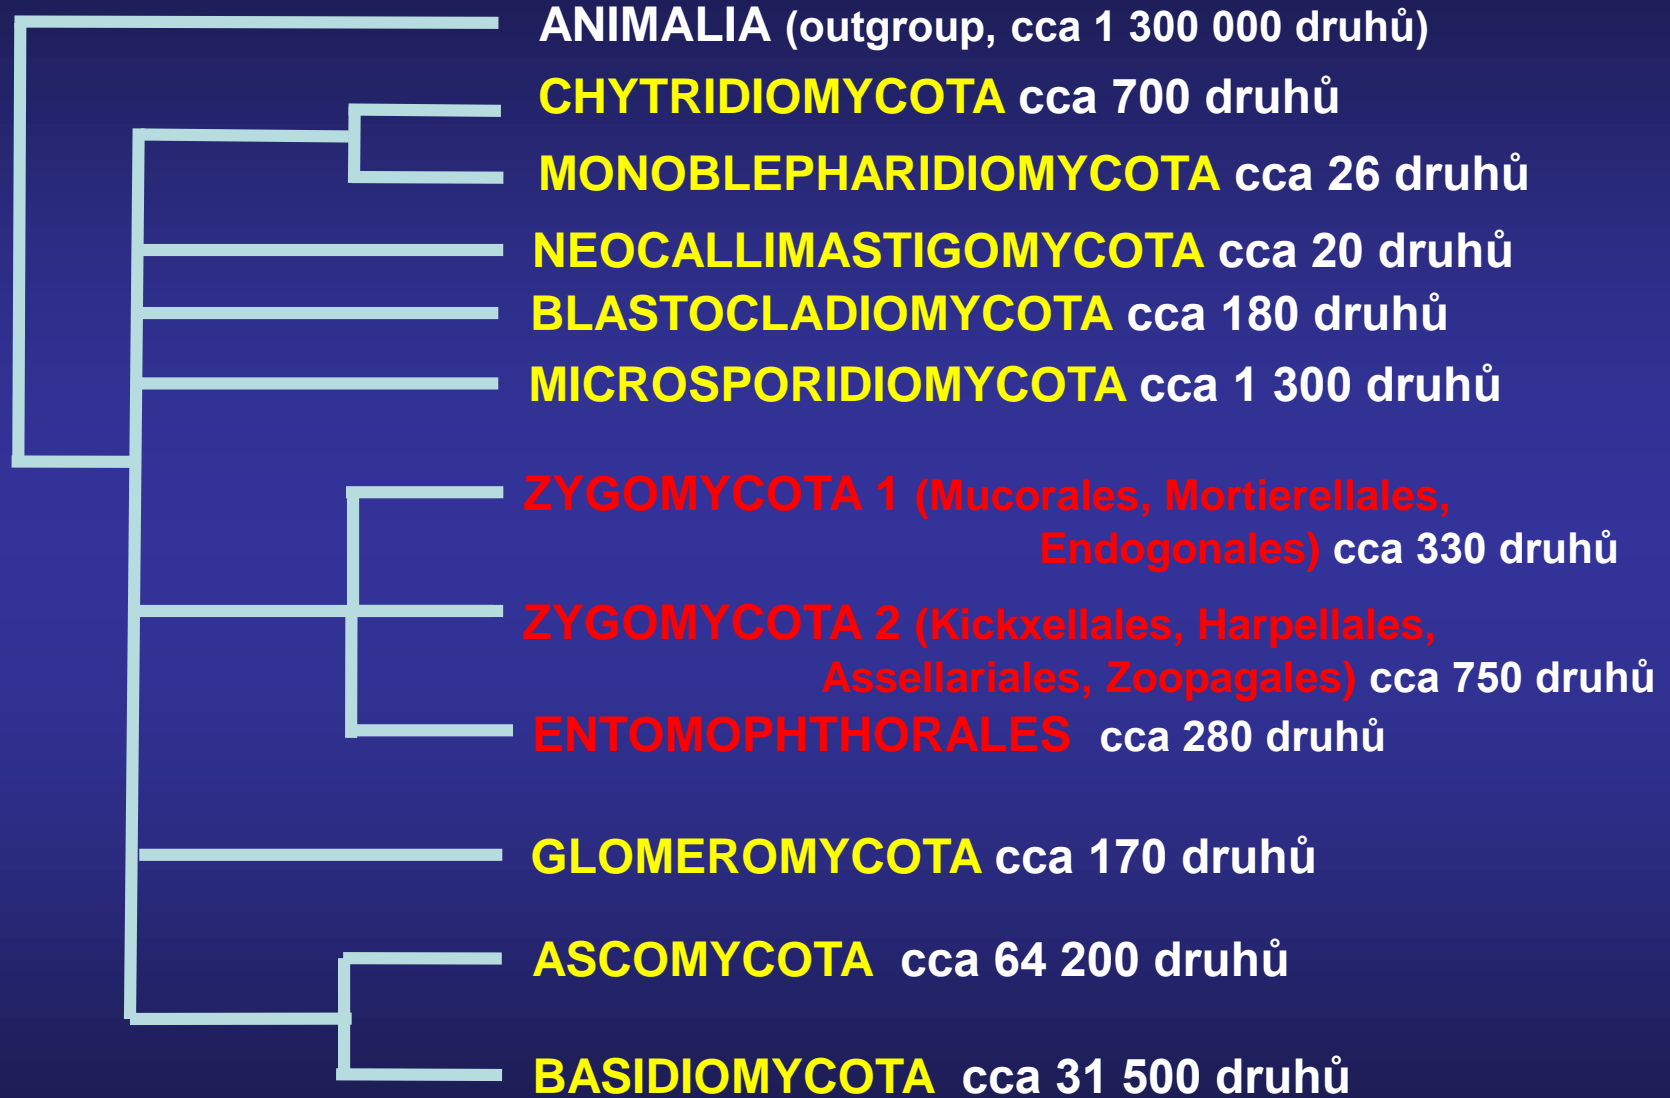 ANIMALIA (outgroup, cca 1 300 000 druhů)
CHYTRIDIOMYCOTA cca 700 druhů
MONOBLEPHARIDIOMYCOTA cca 26 druhů
NEOCALLIMASTIGOMYCOTA cca 20 druhů
BLASTOCLADIOMYCOTA cca 180 druhů
MICROSPORIDIOMYCOTA cca 1 300 druhů
ZYGOMYCOTA 1 (Mucorales, Mortierellales,
Endogonales) cca 330 druhů
ZYGOMYCOTA 2 (Kickxellales, Harpellales,
Assellariales, Zoopagales) cca 750 druhů
ENTOMOPHTHORALES cca 280 druhů
GLOMEROMYCOTA cca 170 druhů
ASCOMYCOTA cca 64 200 druhů
BASIDIOMYCOTA cca 31 500 druhů